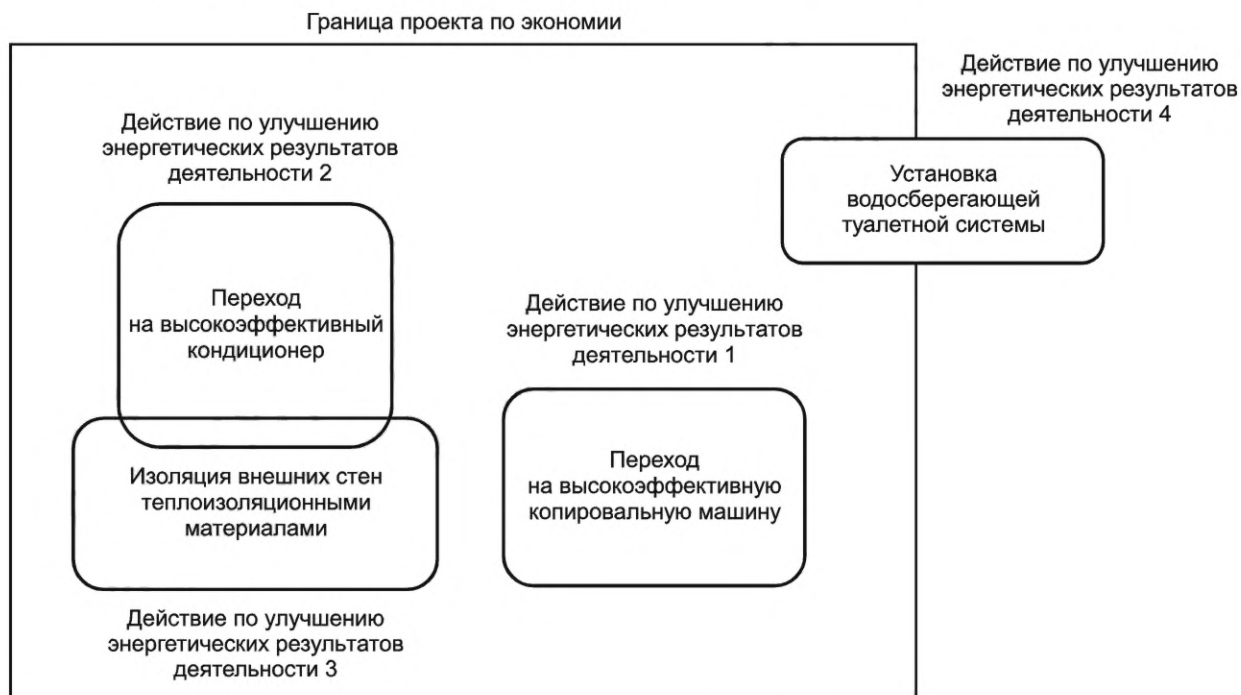 Граница проекта по экономии
Действие по улучшению
энергетических результатов
деятельности 4
Установка
водосберегающей
туалетной системы
Действие по улучшению
энергетических результатов
деятельности 2
Переход
на высокоэффективный
кондиционер
Действие по улучшению
энергетических результатов
деятельности 1
Переход
на высокоэффективную
копировальную машину
Изоляция внешних стен
теплоизоляционными
материалами
Действие по улучшению
энергетических результатов
деятельности 3